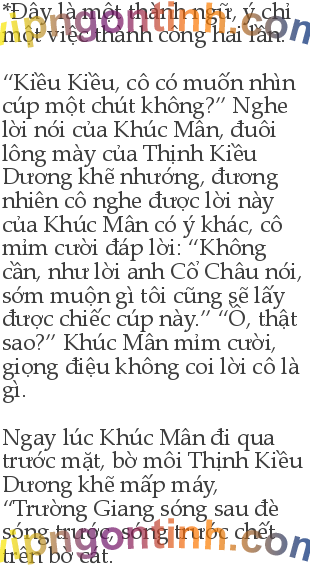 *Đây là một thành ngữ, ý chỉ
một việc thành công hai lần.
“Kiều Kiều, cô có muốn nhìn
cúp một chút không?” Nghe
lời nói của Khúc Mân, đuôi
lông mày của Thịnh Kiều
Dương khẽ nhướng, đương
nhiên cô nghe được lời này
của Khúc Mân có ý khác, cô
mỉm cười đáp lời: “Không
cần, như lời anh Cổ Châu nói,
sớm muộn gì tôi cũng sẽ lấy
được chiếc cúp này.” “Ồ, thật
sao?” Khúc Mân mỉm cười,
giọng điệu không coi lời cô là
gì.
Ngay lúc Khúc Mân đi qua
trước mặt, bờ môi Thịnh Kiều
Dương khẽ mấp máy,
“Trường Giang sóng sau đè
sóng trước, sóng trước chết
trên bờ cát.
vipngontinh.com
vipngontinh.com